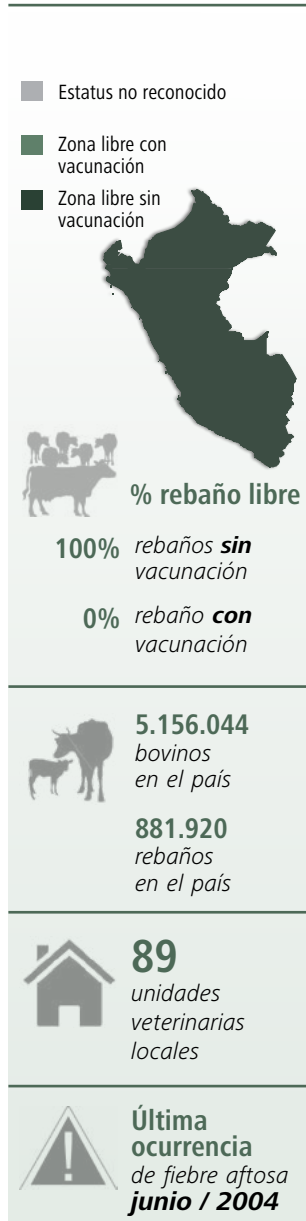 Estatus no reconocido
Zona libre con
vacunación
Zona libre sin
vacunación
% rebaño libre
100% rebaños sin
vacunación
0% rebaño con
vacunación
5.156.044
bovinos
en el país
881.920
rebaños
en el país
89
unidades
veterinarias
locales
Última
ocurrencia
de fiebre aftosa
junio / 2004